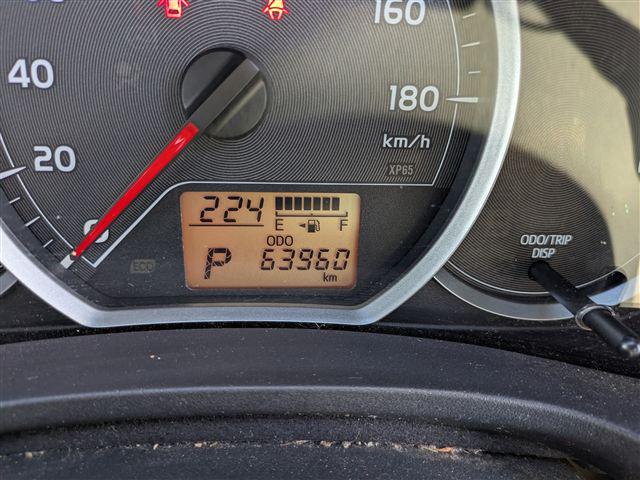 160
40
180
km/h
20
XP65
0
224
E F
ODO
P 63960
km
ECO
ODO/TRIP
DISP